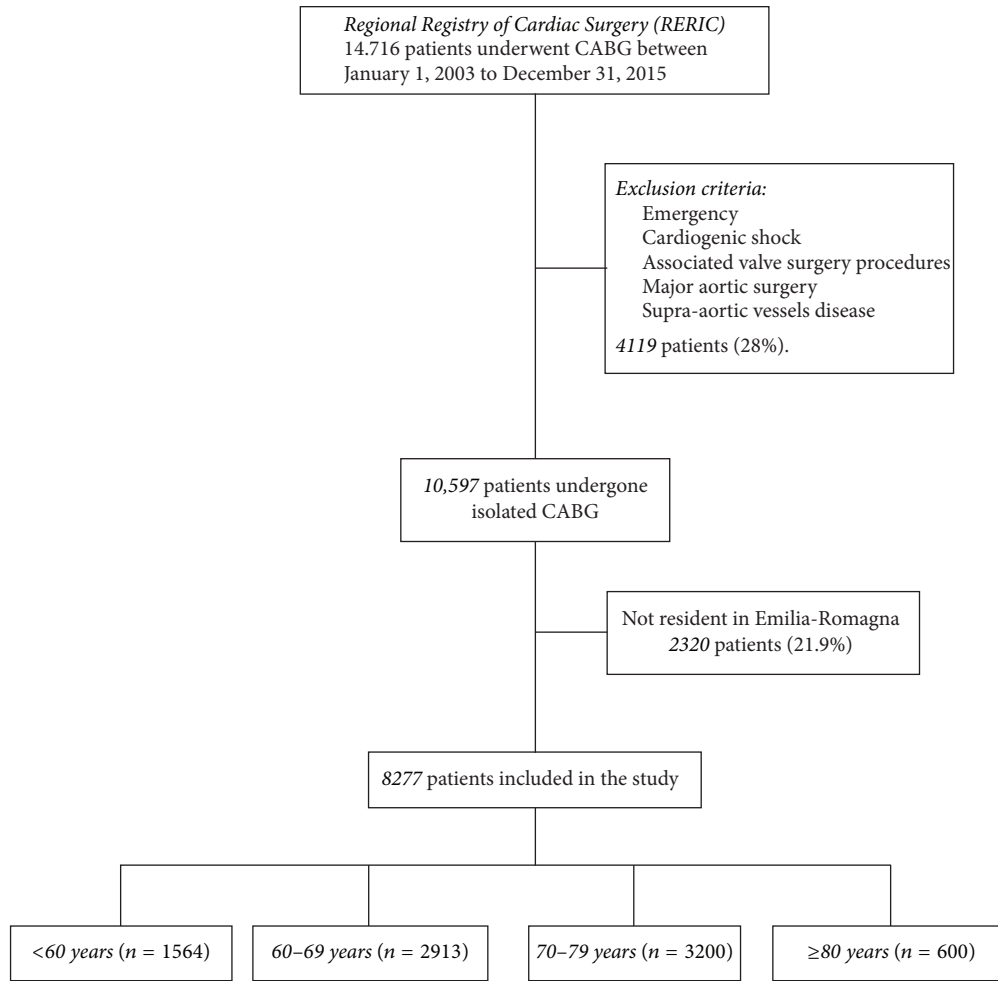 Regional Registry of Cardiac Surgery (RERIC)
14.716 patients underwent CABG between
January 1, 2003 to December 31, 2015
Exclusion criteria:
Emergency
Cardiogenic shock
Associated valve surgery procedures
Major aortic surgery
Supra-aortic vessels disease
4119 patients (28%).
10,597 patients undergone
isolated CABG
Not resident in Emilia-Romagna
2320 patients (21.9%)
8277 patients included in the study
<60 years (n = 1564)
60–69 years (n = 2913)
70–79 years (n = 3200)
≥80 years (n = 600)